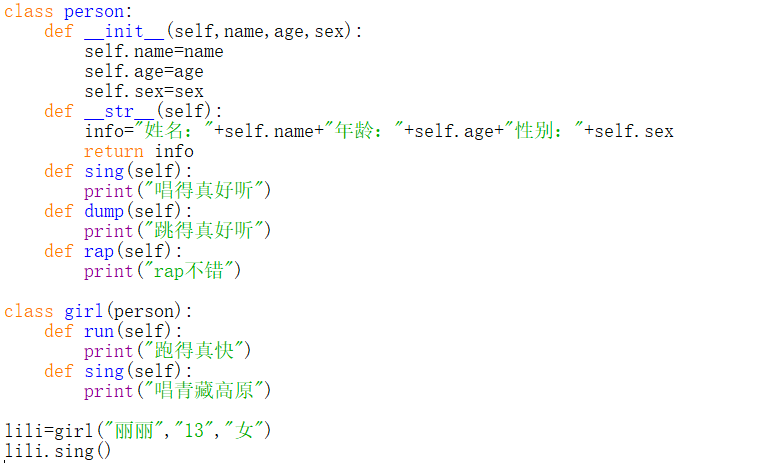 class person:
    def __init__(self,name,age,sex):
        self.name=name
        self.age=age
        self.sex=sex
    def __str__(self):
        info="姓名："+self.name+"年龄："+self.age+"性别："+self.sex
        return info
    def sing(self):
        print("唱得真好听")
    def dump(self):
        print("跳得真好听")
    def rap(self):
        print("rap不错")

class girl(person):
    def run(self):
        print("跑得真快")
    def sing(self):
        print("唱青藏高原")

lili=girl("丽丽","13","女")
lili.sing()